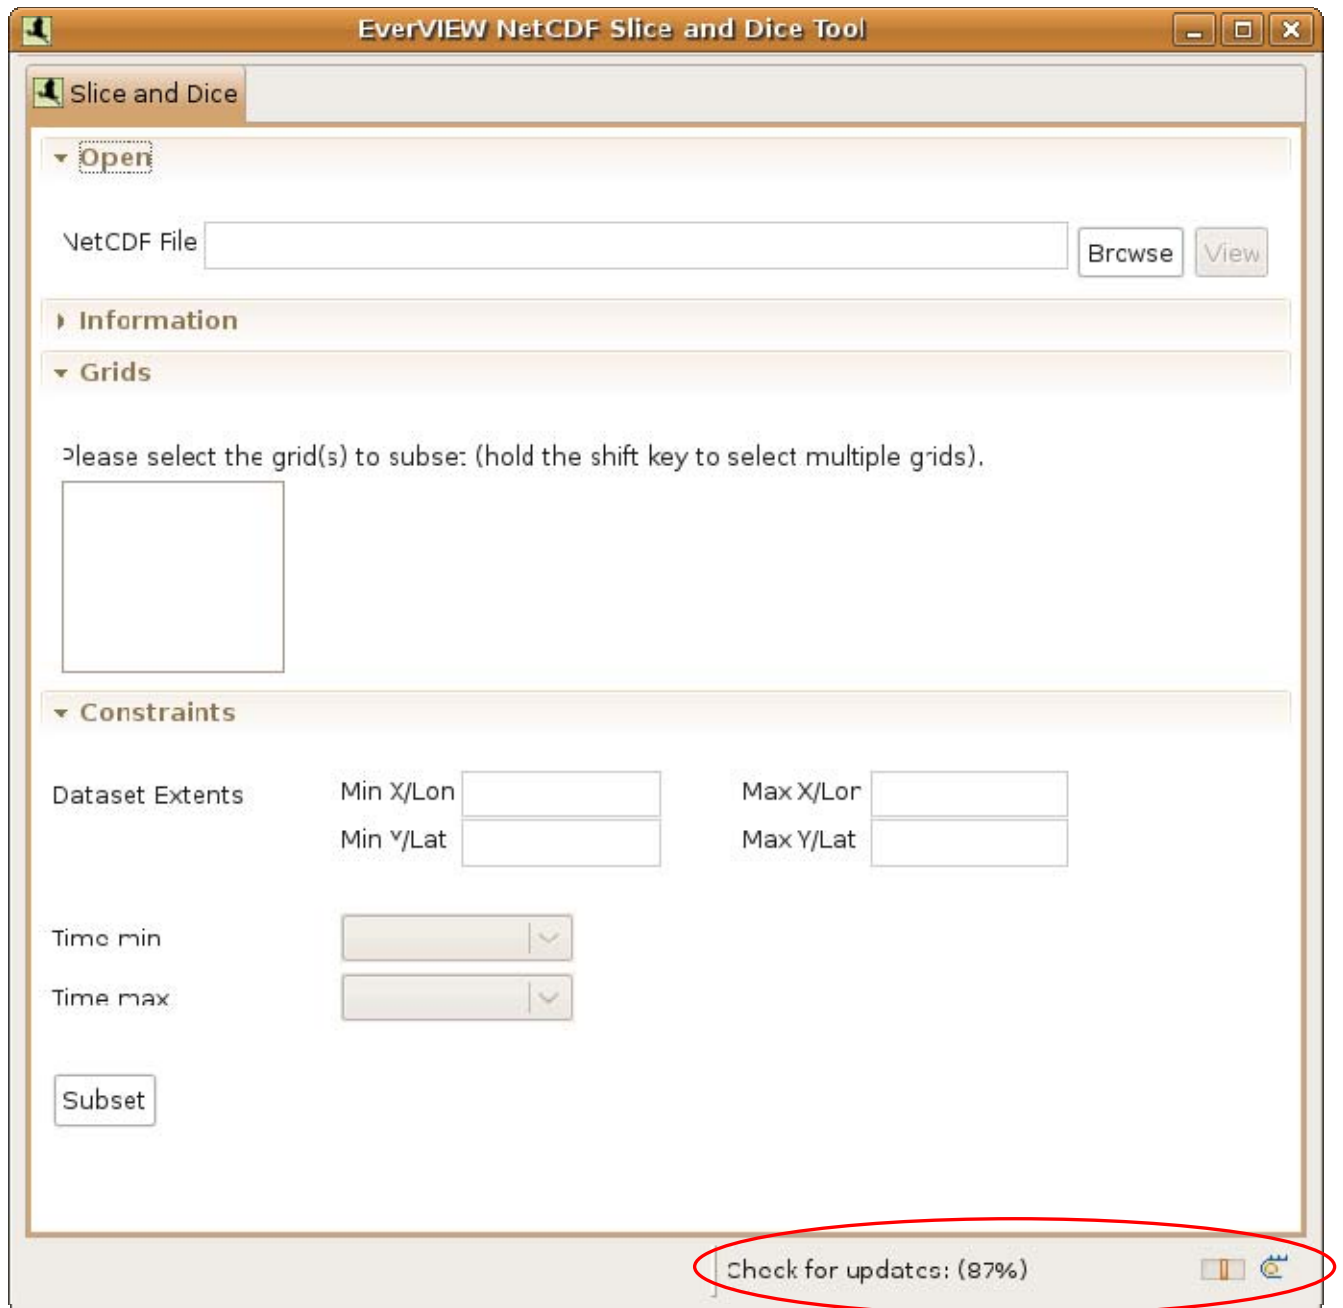 EverVIEW NetCDF Slice and Dice Tool
Slice and Dice
Open
NetCDF File
Browse
View
Information
Grids
Please select the grid(s) to subset (hold the shift key to select multiple grids).
Constraints
Dataset Extents
Min X/Lon
Max X/Lon
Min Y/Lat
Max Y/Lat
Time min
Time max
Subset
Check for updates: (87%)